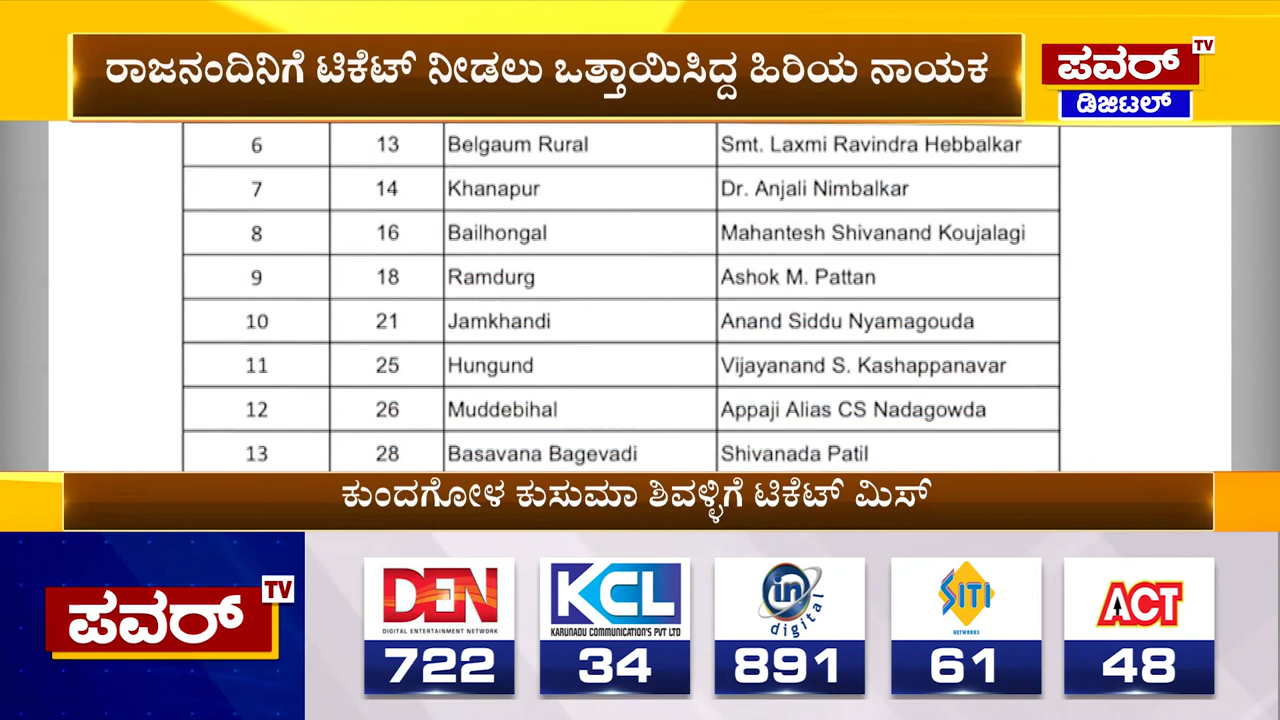 ರಾಜನಂದಿನಿಗೆ ಟಿಕೆಟ್ ನೀಡಲು ಒತ್ತಾಯಿಸಿದ್ದ ಹಿರಿಯ ನಾಯಕ
ಪವರ್ TV
ಡಿಜಿಟಲ್
6 13 Belgaum Rural Smt. Laxmi Ravindra Hebbalkar
7 14 Khanapur Dr. Anjali Nimbalkar
8 16 Bailhongal Mahantesh Shivanand Koujalagi
9 18 Ramdurg Ashok M. Pattan
10 21 Jamkhandi Anand Siddu Nyamagouda
11 25 Hungund Vijayanand S. Kashappanavar
12 26 Muddebihal Appaji Alias CS Nadagowda
13 28 Basavana Bagevadi Shivanada Patil
ಕುಂದಗೋಳ ಕುಸುಮಾ ಶಿವಳ್ಳಿಗೆ ಟಿಕೆಟ್ ಮಿಸ್
ಪವರ್ TV
DEN
DIGITAL ENTERTAINMENT NETWORK
722
KCL
KARUNADU COMMUNICATION'S PVT LTD
34
in
digital
891
SITI
NETWORKS
61
ACT
48